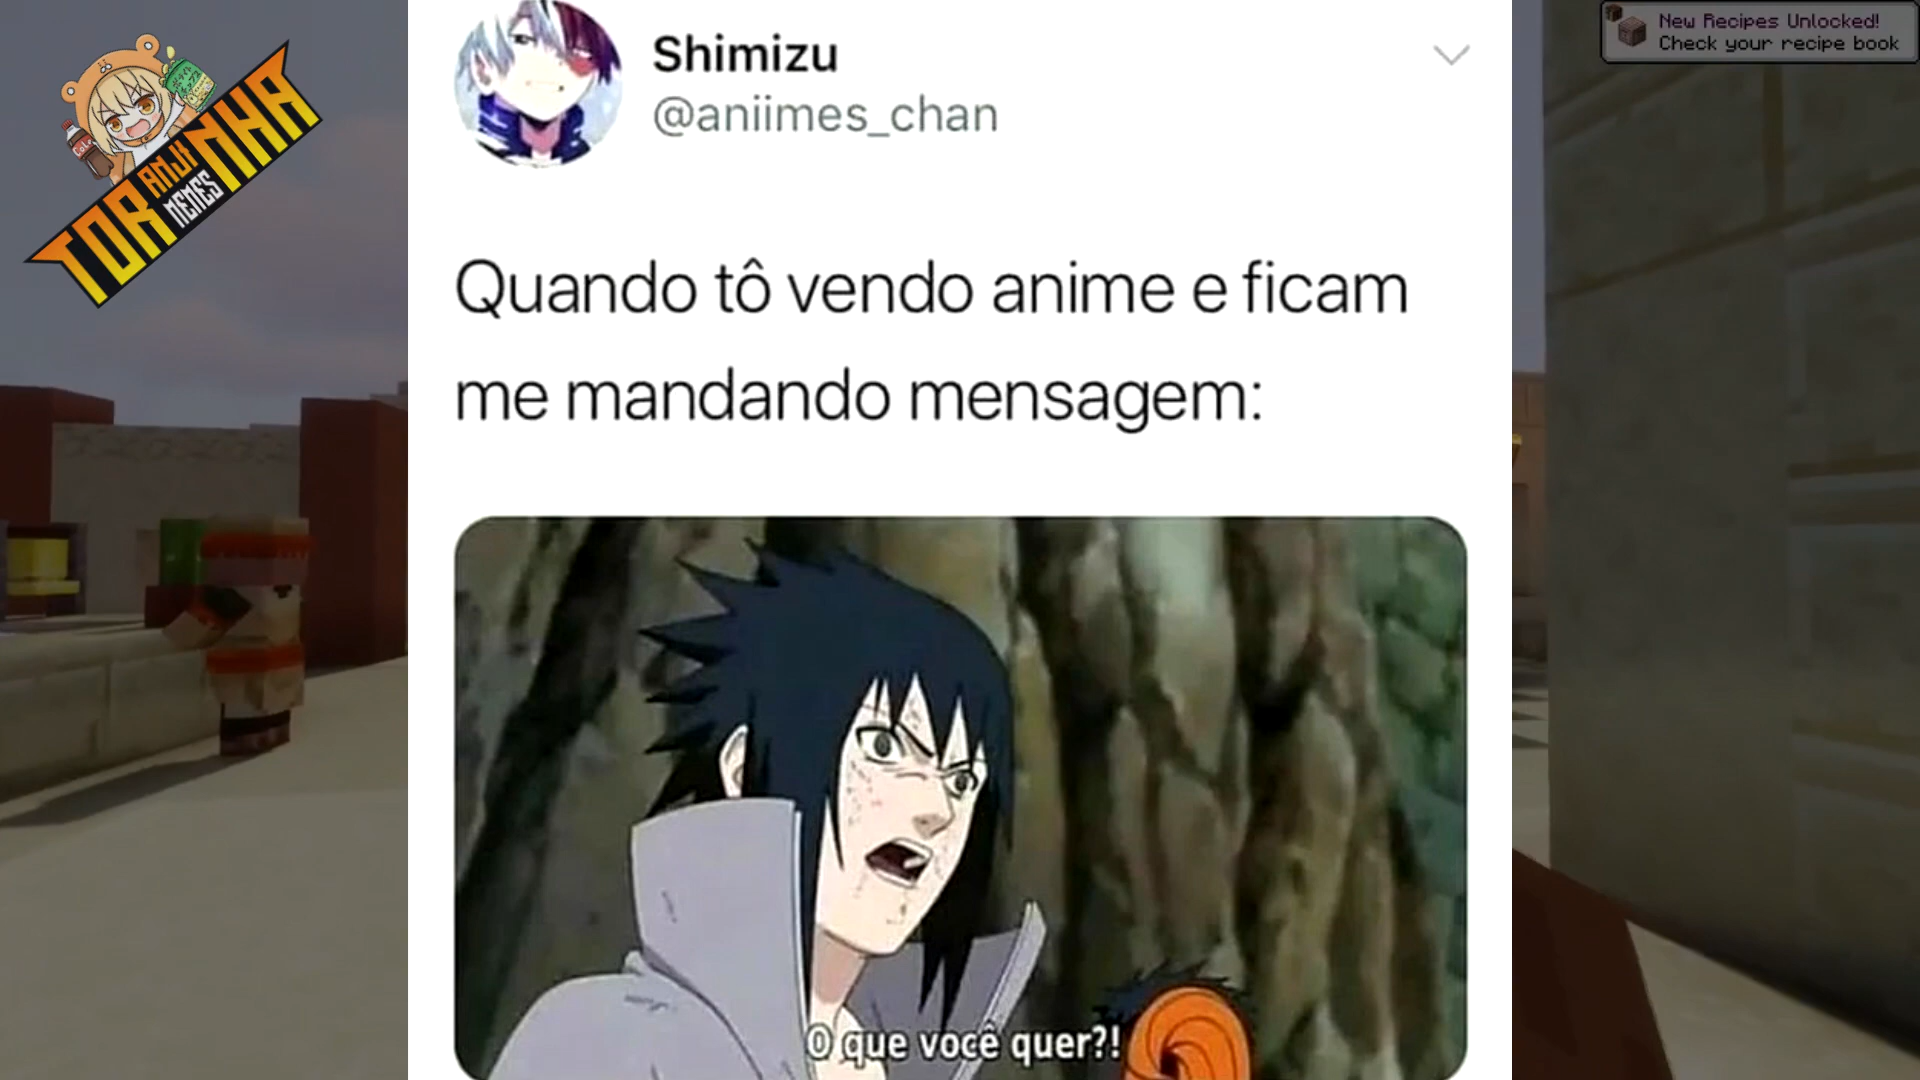 New Recipes Unlocked!
Check your recipe book
TORANJINHA
MEMES
Cola
Shimizu
@aniimes_chan
Quando tô vendo anime e ficam
me mandando mensagem:
O que você quer?!